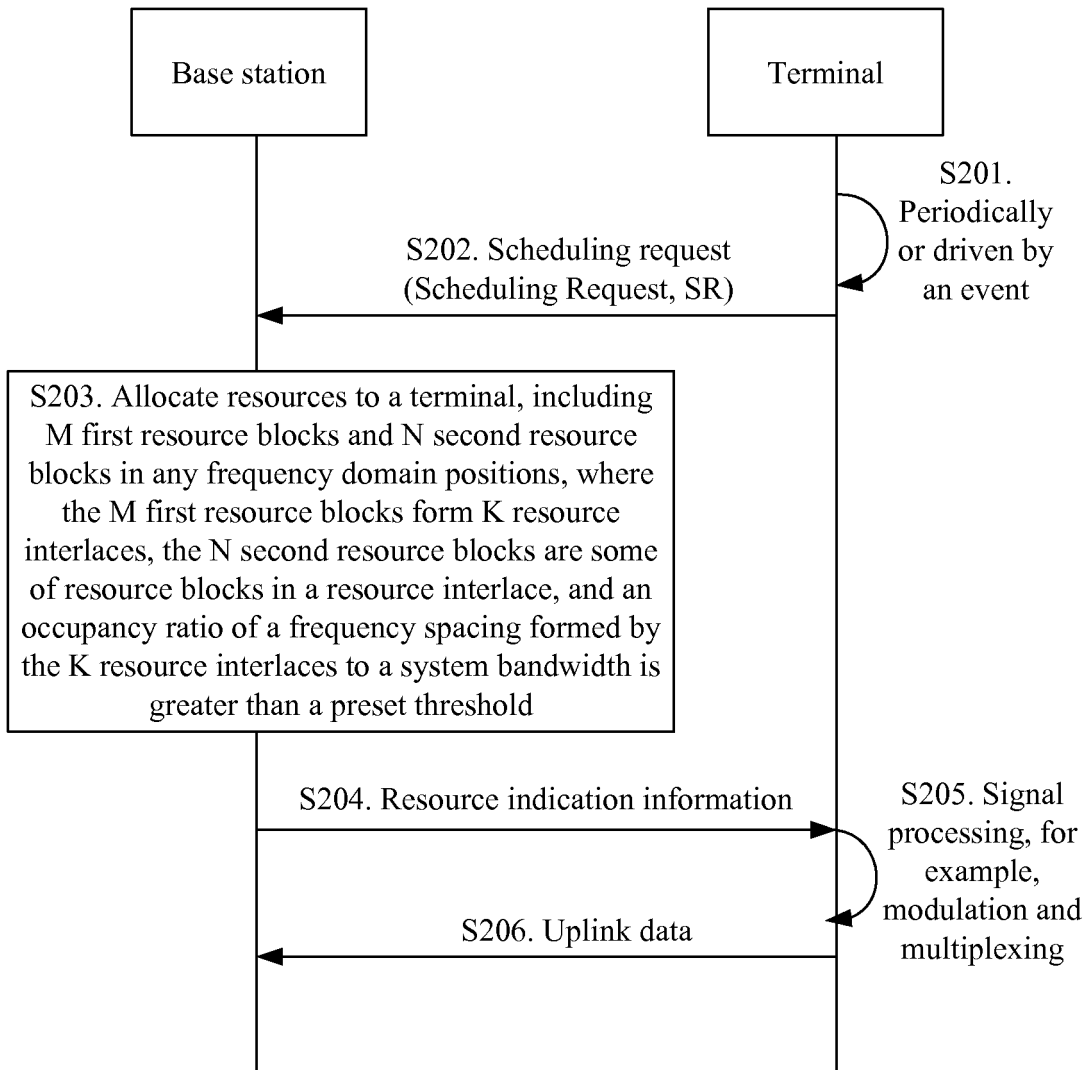 Base station
Terminal
S201.
Periodically
or driven by
an event
S202. Scheduling request
(Scheduling Request, SR)
S203. Allocate resources to a terminal, including
M first resource blocks and N second resource
blocks in any frequency domain positions, where
the M first resource blocks form K resource
interlaces, the N second resource blocks are some
of resource blocks in a resource interlace, and an
occupancy ratio of a frequency spacing formed by
the K resource interlaces to a system bandwidth is
greater than a preset threshold
S204. Resource indication information
S205. Signal
processing, for
example,
modulation and
multiplexing
S206. Uplink data